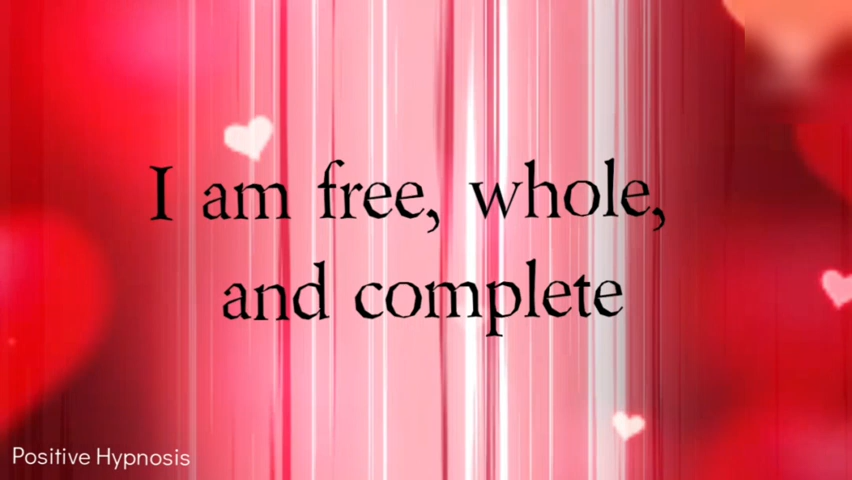 I am free, whole,
and complete
Positive Hypnosis